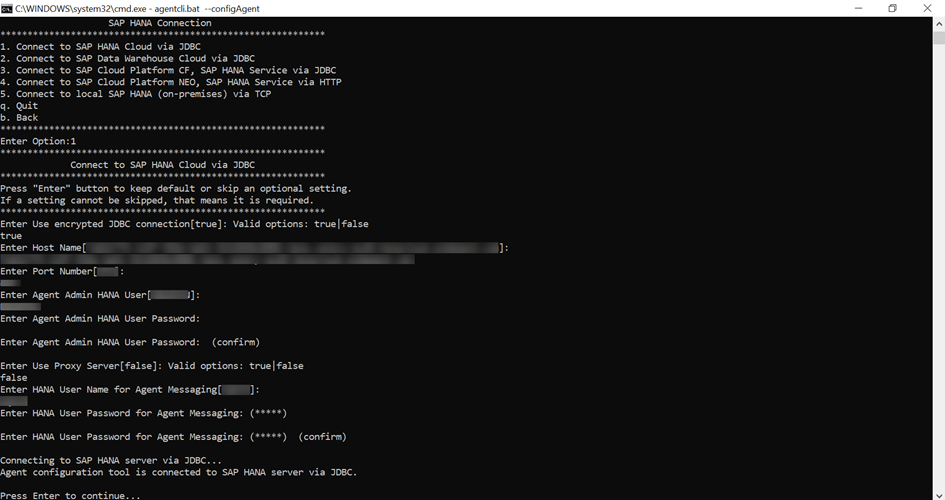 C:\WINDOWS\system32\cmd.exe - agentcli.bat --configAgent
SAP HANA Connection
************************************************************
1. Connect to SAP HANA Cloud via JDBC
2. Connect to SAP Data Warehouse Cloud via JDBC
3. Connect to SAP Cloud Platform CF, SAP HANA Service via JDBC
4. Connect to SAP Cloud Platform NEO, SAP HANA Service via HTTP
5. Connect to local SAP HANA (on-premises) via TCP
q. Quit
b. Back
************************************************************
Enter Option:1
************************************************************
Connect to SAP HANA Cloud via JDBC
************************************************************
Press "Enter" button to keep default or skip an optional setting.
If a setting cannot be skipped, that means it is required.
************************************************************
Enter Use encrypted JDBC connection[true]: Valid options: true|false
true
Enter Host Name[ ]:
Enter Port Number[ ]:
Enter Agent Admin HANA User[ ]:
Enter Agent Admin HANA User Password:
Enter Agent Admin HANA User Password:  (confirm)
Enter Use Proxy Server[false]: Valid options: true|false
false
Enter HANA User Name for Agent Messaging[ ]:
Enter HANA User Password for Agent Messaging: (*****)
Enter HANA User Password for Agent Messaging: (*****)  (confirm)
Connecting to SAP HANA server via JDBC...
Agent configuration tool is connected to SAP HANA server via JDBC.
Press Enter to continue...